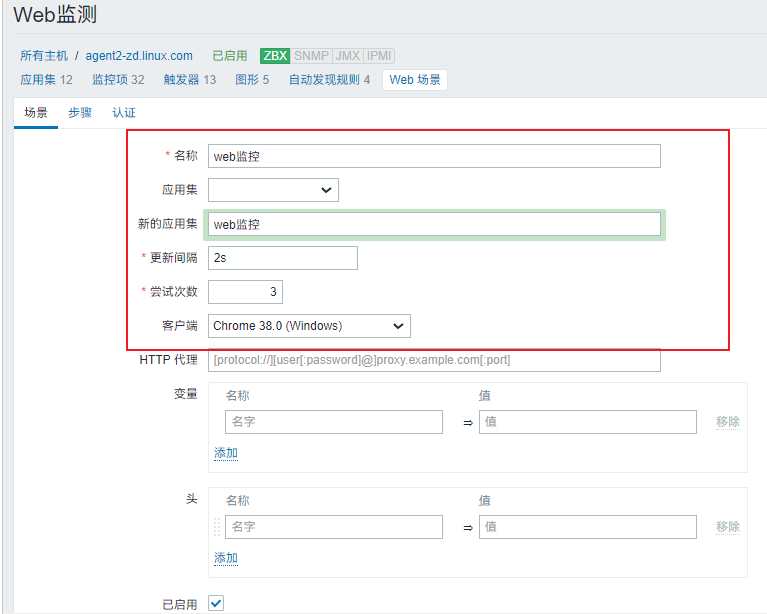 Web监测
所有主机 / agent2-zd.linux.com 已启用 ZBX SNMP JMX IPMI
应用集 12 监控项 32 触发器 13 图形 5 自动发现规则 4 Web 场景
场景 步骤 认证
* 名称 web监控
应用集
新的应用集 web监控
* 更新间隔 2s
* 尝试次数 3
客户端 Chrome 38.0 (Windows)
HTTP 代理 [protocol://][user[:password]@]proxy.example.com[:port]
变量 名称 值
名字 ⇒ 值 移除
添加
头 名称 值
名字 ⇒ 值 移除
添加
已启用